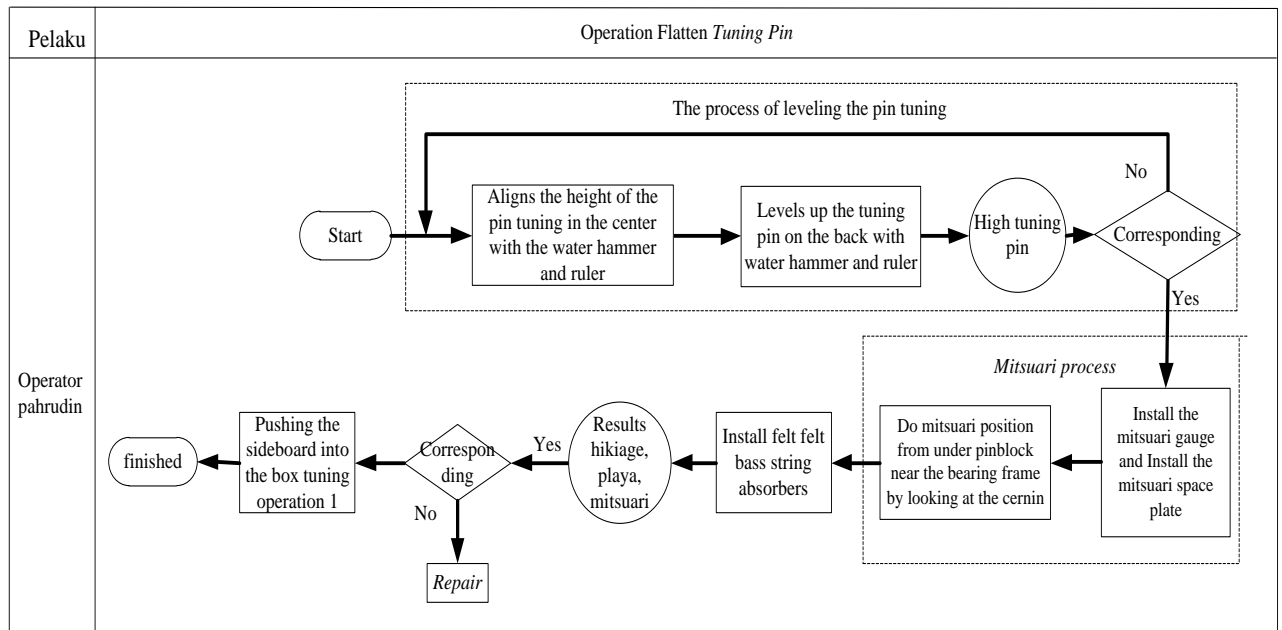 Pelaku
Operation Flatten Tuning Pin
The process of leveling the pin tuning
No
Start
Aligns the height of the
pin tuning in the center
with the water hammer
and ruler
Levels up the tuning
pin on the back with
water hammer and ruler
High tuning
pin
Corresponding
Yes
Operator
pahrudin
Mitsuari process
Install the
mitsuari gauge
and Install the
mitsuari space
plate
Do mitsuari position
from under pinblock
near the bearing frame
by looking at the cernin
Install felt felt
bass string
absorbers
Results
hikiage,
playa,
mitsuari
Yes
Correspon
ding
No
Repair
Pushing the
sideboard into
the box tuning
operation 1
finished